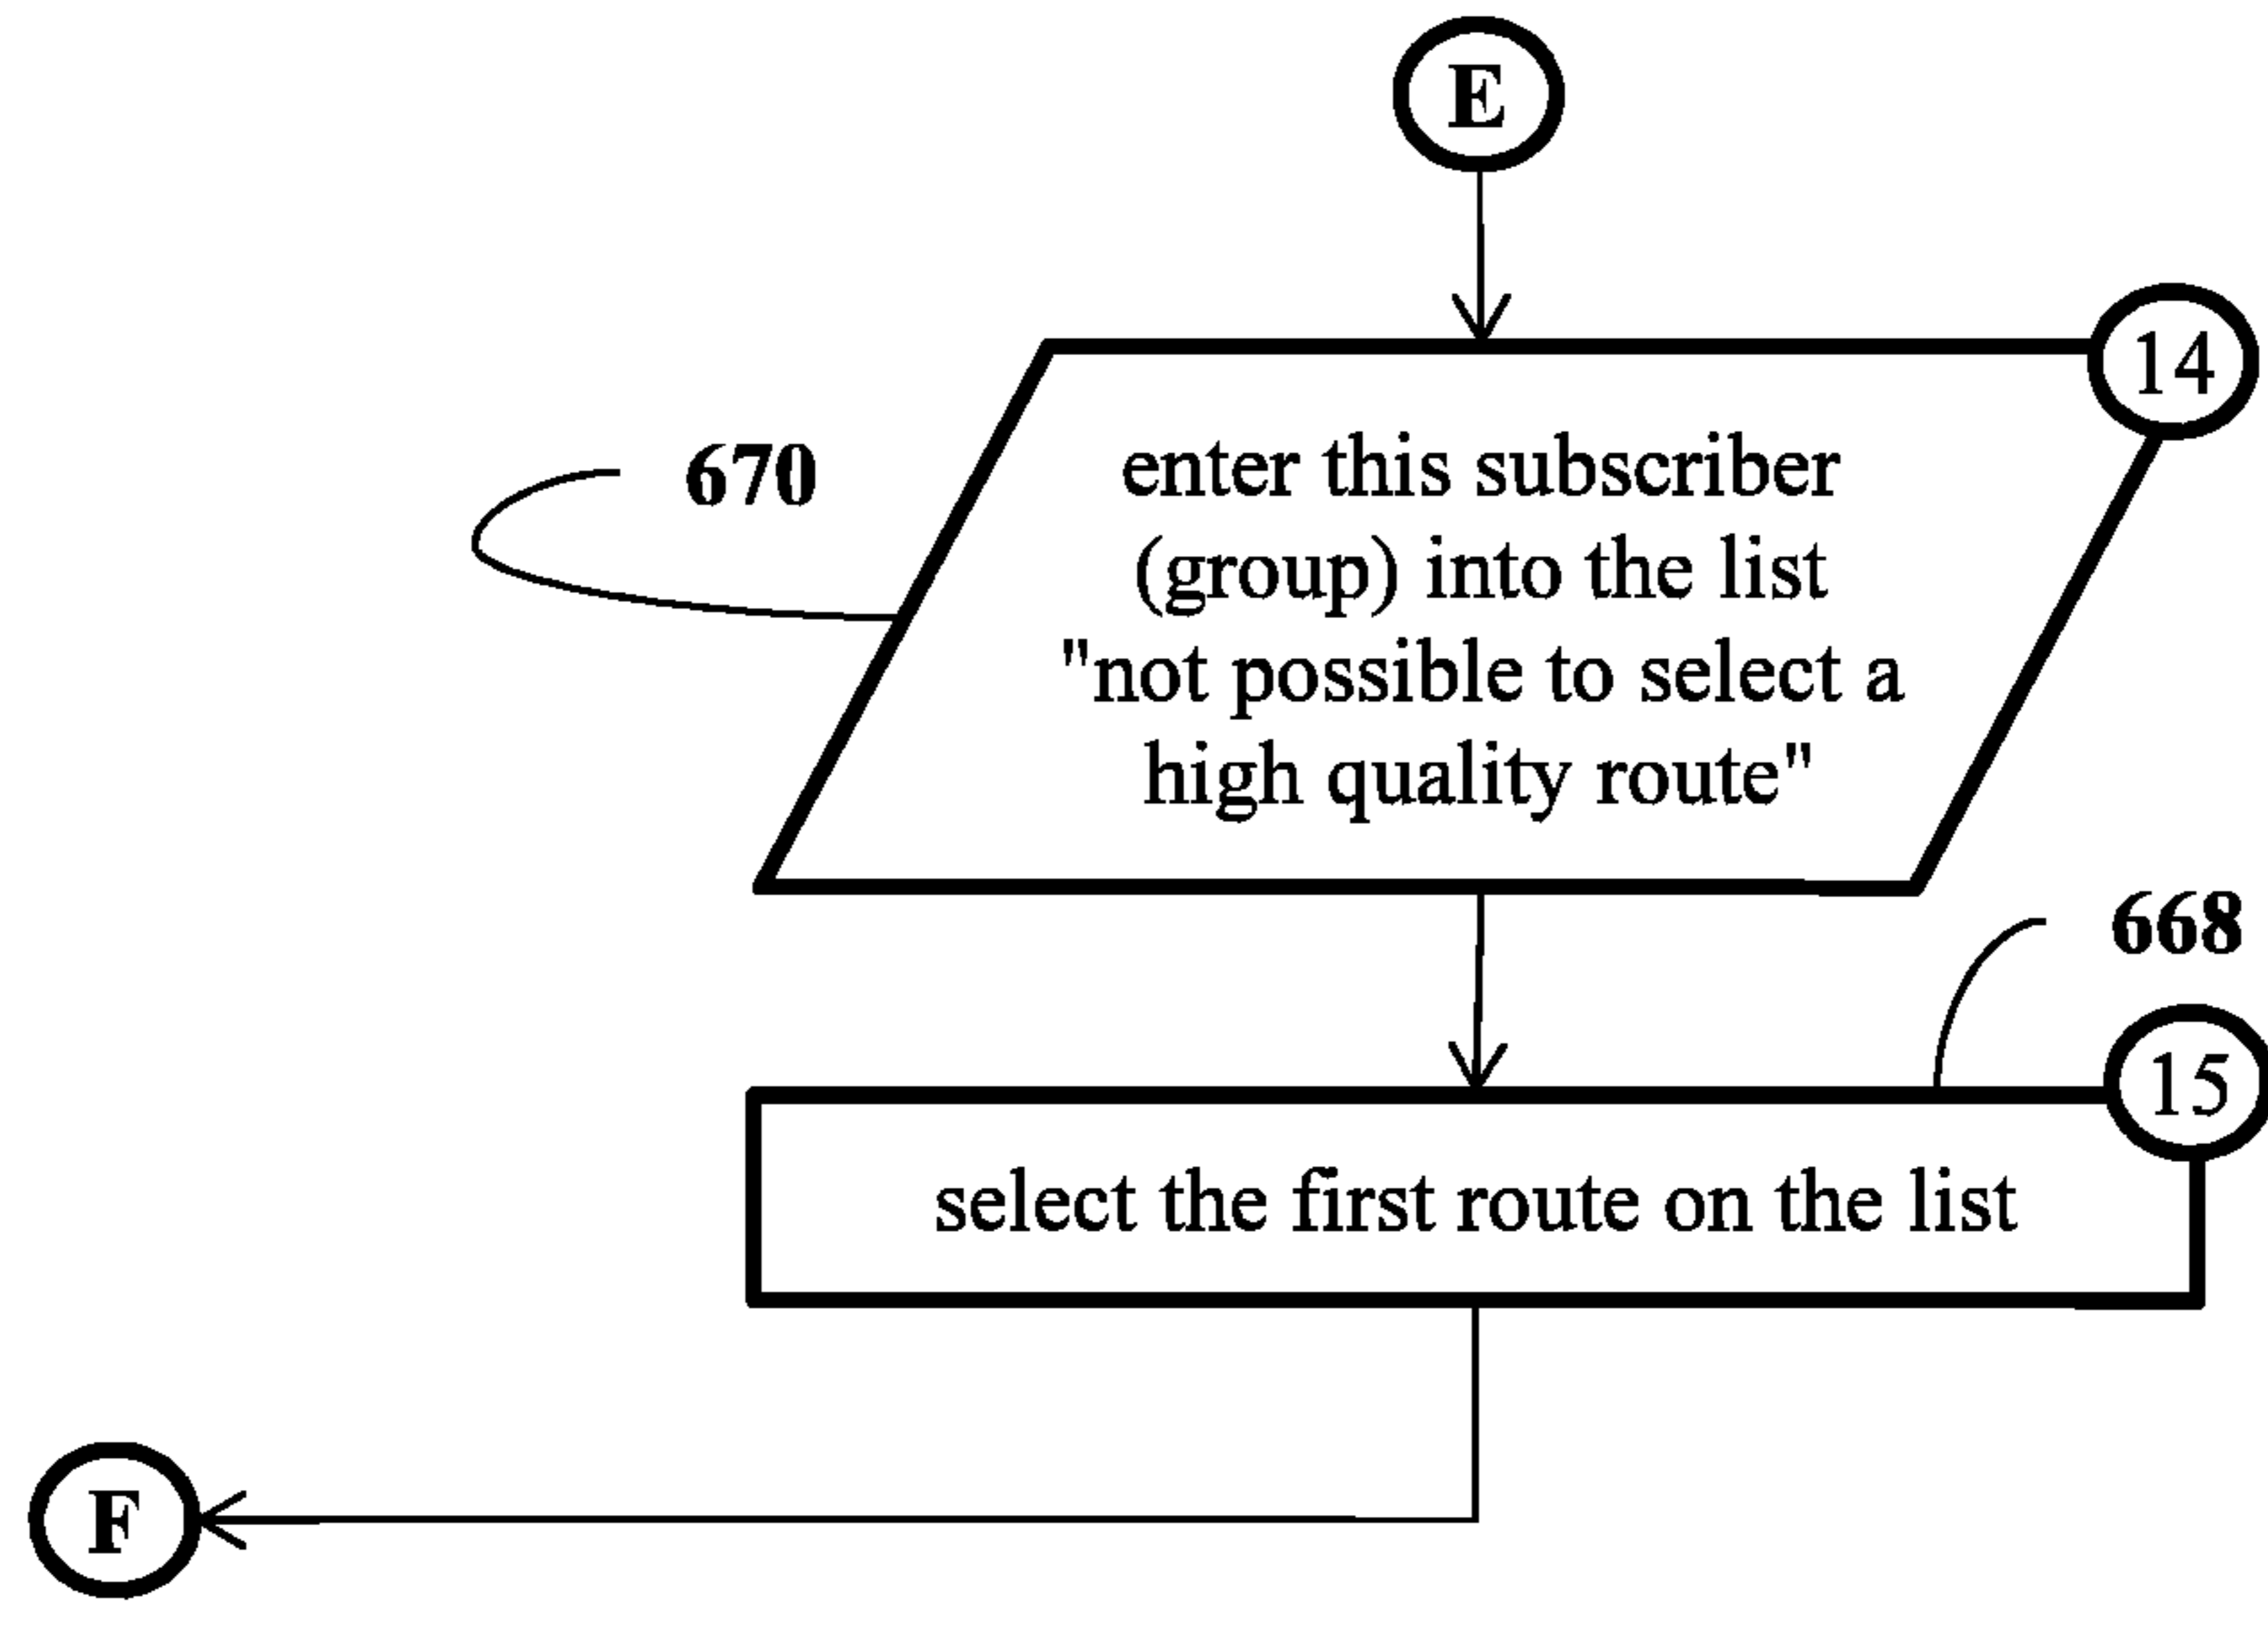 E
14
670
enter this subscriber
(group) into the list
"not possible to select a
high quality route"
668
15
select the first route on the list
F